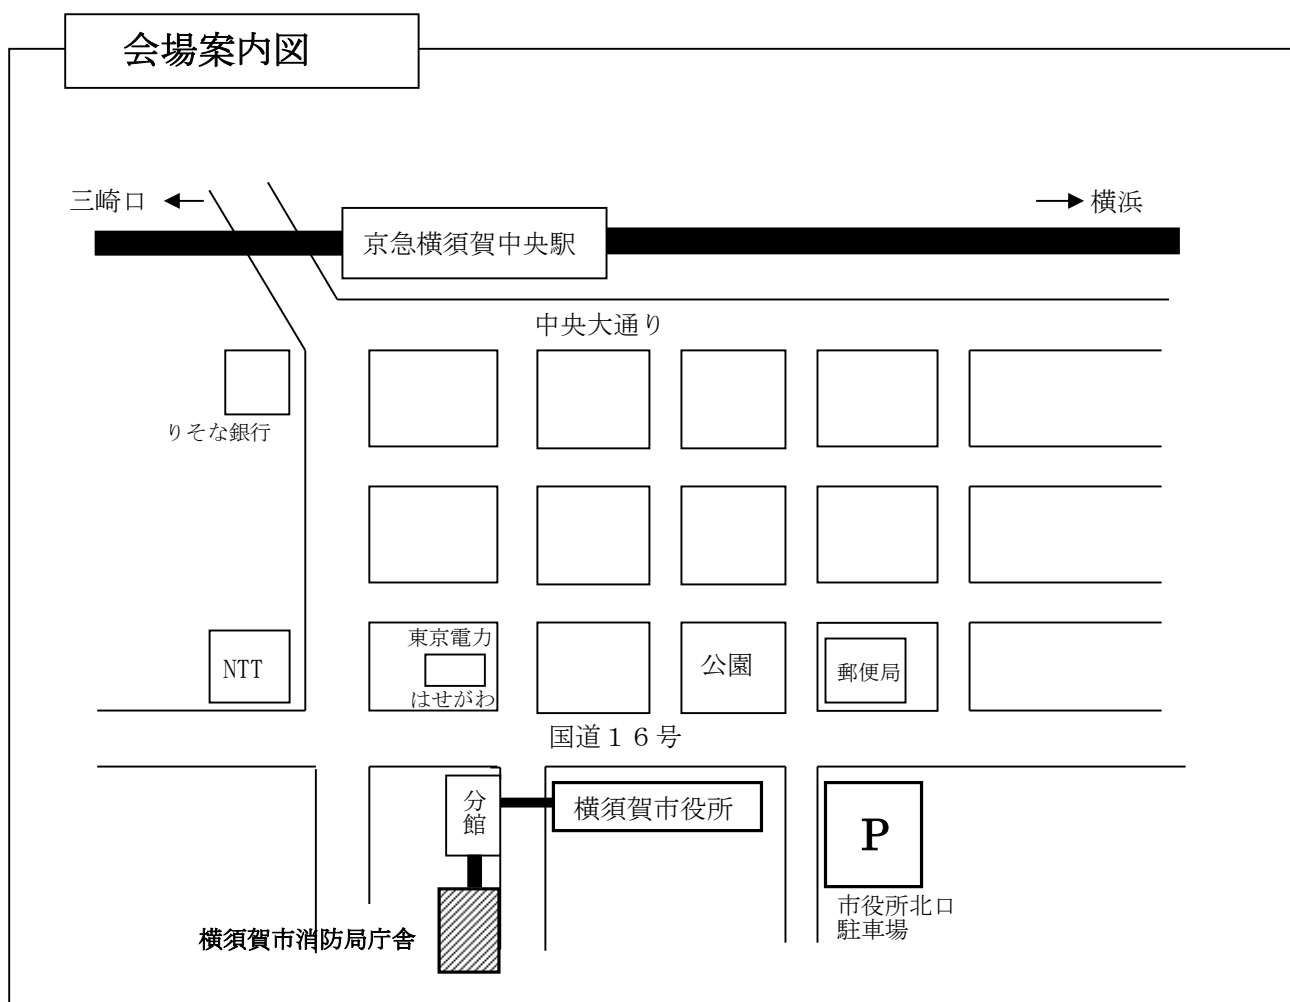 会場案内図
三崎口
横浜
京急横須賀中央駅
中央大通り
りそな銀行
NTT
東京電力
はせがわ
公園
郵便局
国道１６号
分館
横須賀市役所
P
市役所北口
駐車場
横須賀市消防局庁舎